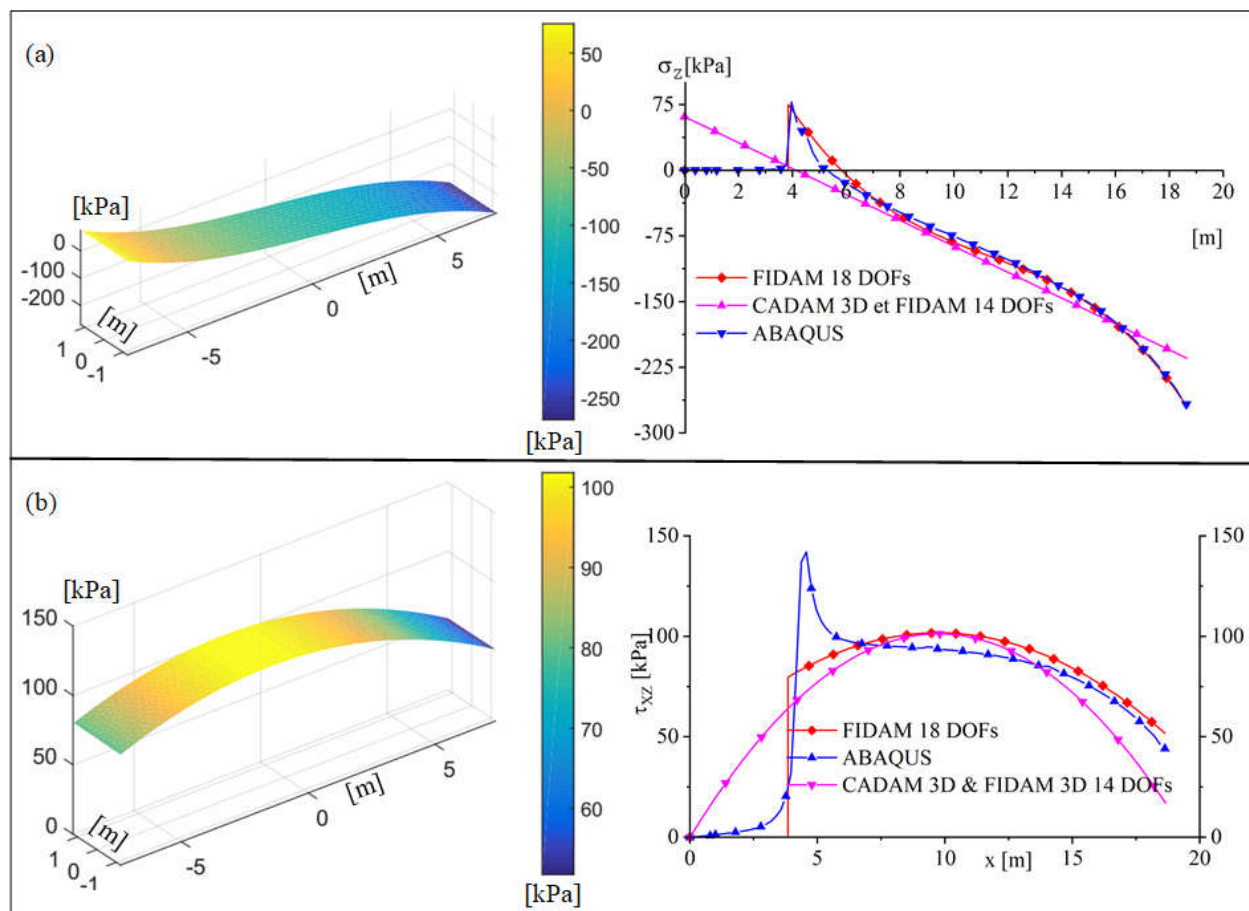 (a)
[kPa]
0
-100
-200
[m]
1
0
-1
-5
0
[m]
5
50
0
-50
-100
-150
-200
-250
[kPa]
σZ [kPa]
75
0
-75
-150
-225
-300
0 2 4 6 8 10 12 14 16 18 20
[m]
FIDAM 18 DOFs
CADAM 3D et FIDAM 14 DOFs
ABAQUS
(b)
[kPa]
150
100
50
0
[m]
1
0
-1
-5
0
[m]
5
100
90
80
70
60
[kPa]
τXZ [kPa]
150
100
50
0
150
100
50
0
FIDAM 18 DOFs
ABAQUS
CADAM 3D & FIDAM 3D 14 DOFs
0 5 10 15 20
x [m]